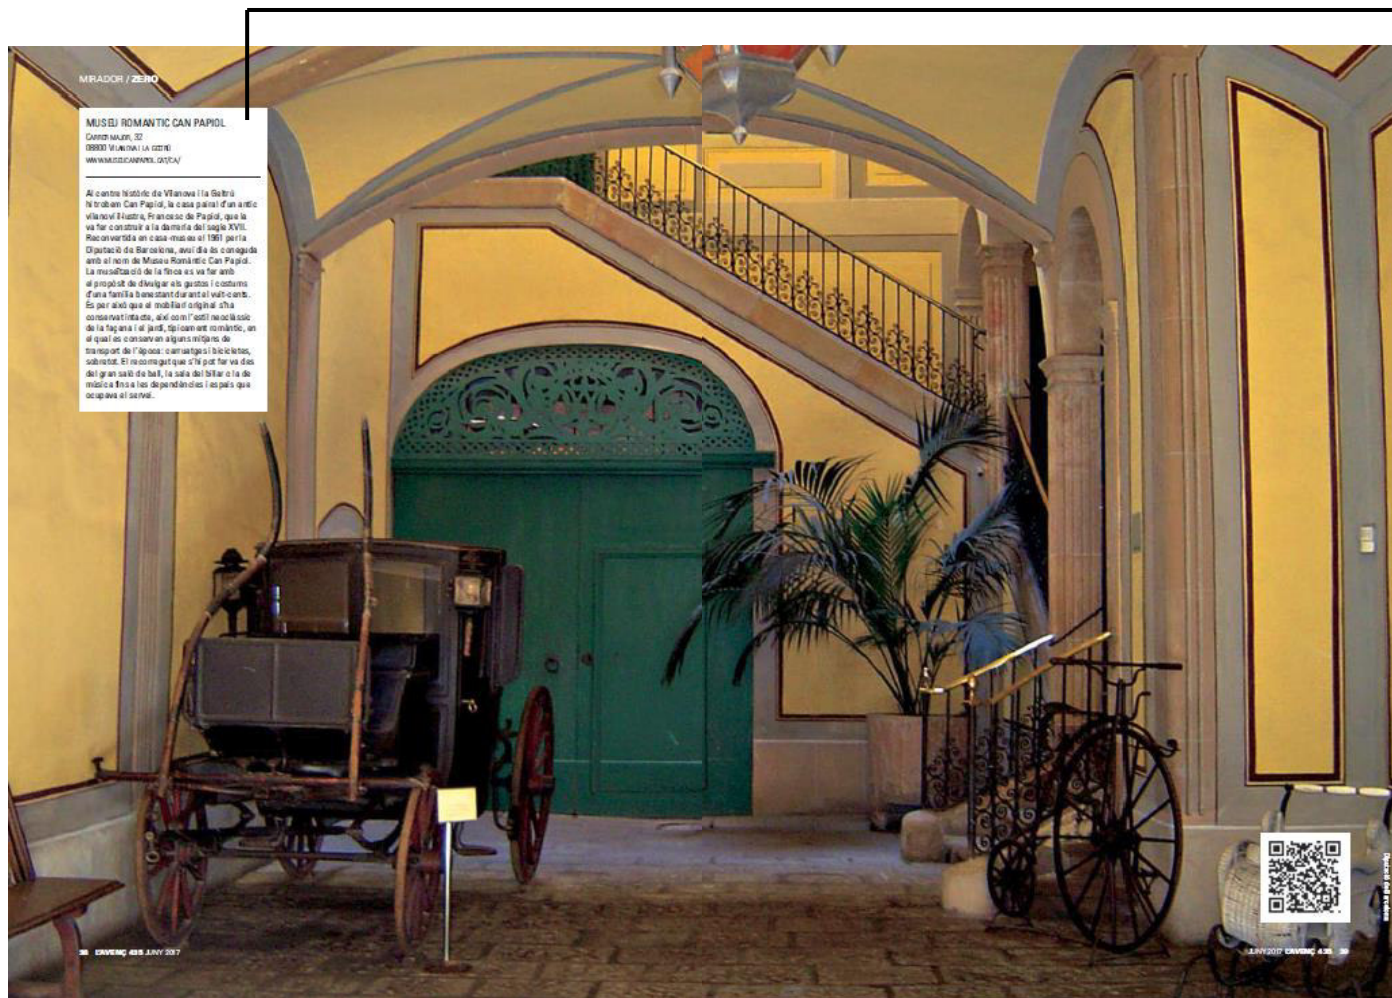 MIRADOR / ZERO
MUSEU ROMÀNTIC CAN PAPIOL
CARRER MAJOR, 32
08800 VILANOVA I LA GELTRÚ
WWW.MUSEUCANPAPIOL.CAT/CA/
Al centre històric de Vilanova i la Geltrú
hi trobem Can Papiol, la casa pairal d'un antic
vilanoví il·lustre, Francesc de Papiol, que la
va fer construir a la darreria del segle XVII.
Reconvertida en casa-museu el 1961 per la
Diputació de Barcelona, avui dia és coneguda
amb el nom de Museu Romàntic Can Papiol.
La museïtzació de la finca es va fer amb
el propòsit de divulgar els gustos i costums
d'una família benestant durant el vuit-cents.
És per això que el mobiliari original s'ha
conservat intacte, així com l'estil neoclàssic
de la façana i el jardí, típicament romàntic, en
el qual es conserven alguns mitjans de
transport de l'època: carruatges i bicicletes,
sobretot. El recorregut que s'hi pot fer va des
del gran saló de ball, la sala del billar o la de
música fins a les dependències i espais que
ocupava el servei.
38 L'AVENÇ 435 JUNY 2017
JUNY 2017 L'AVENÇ 435 39